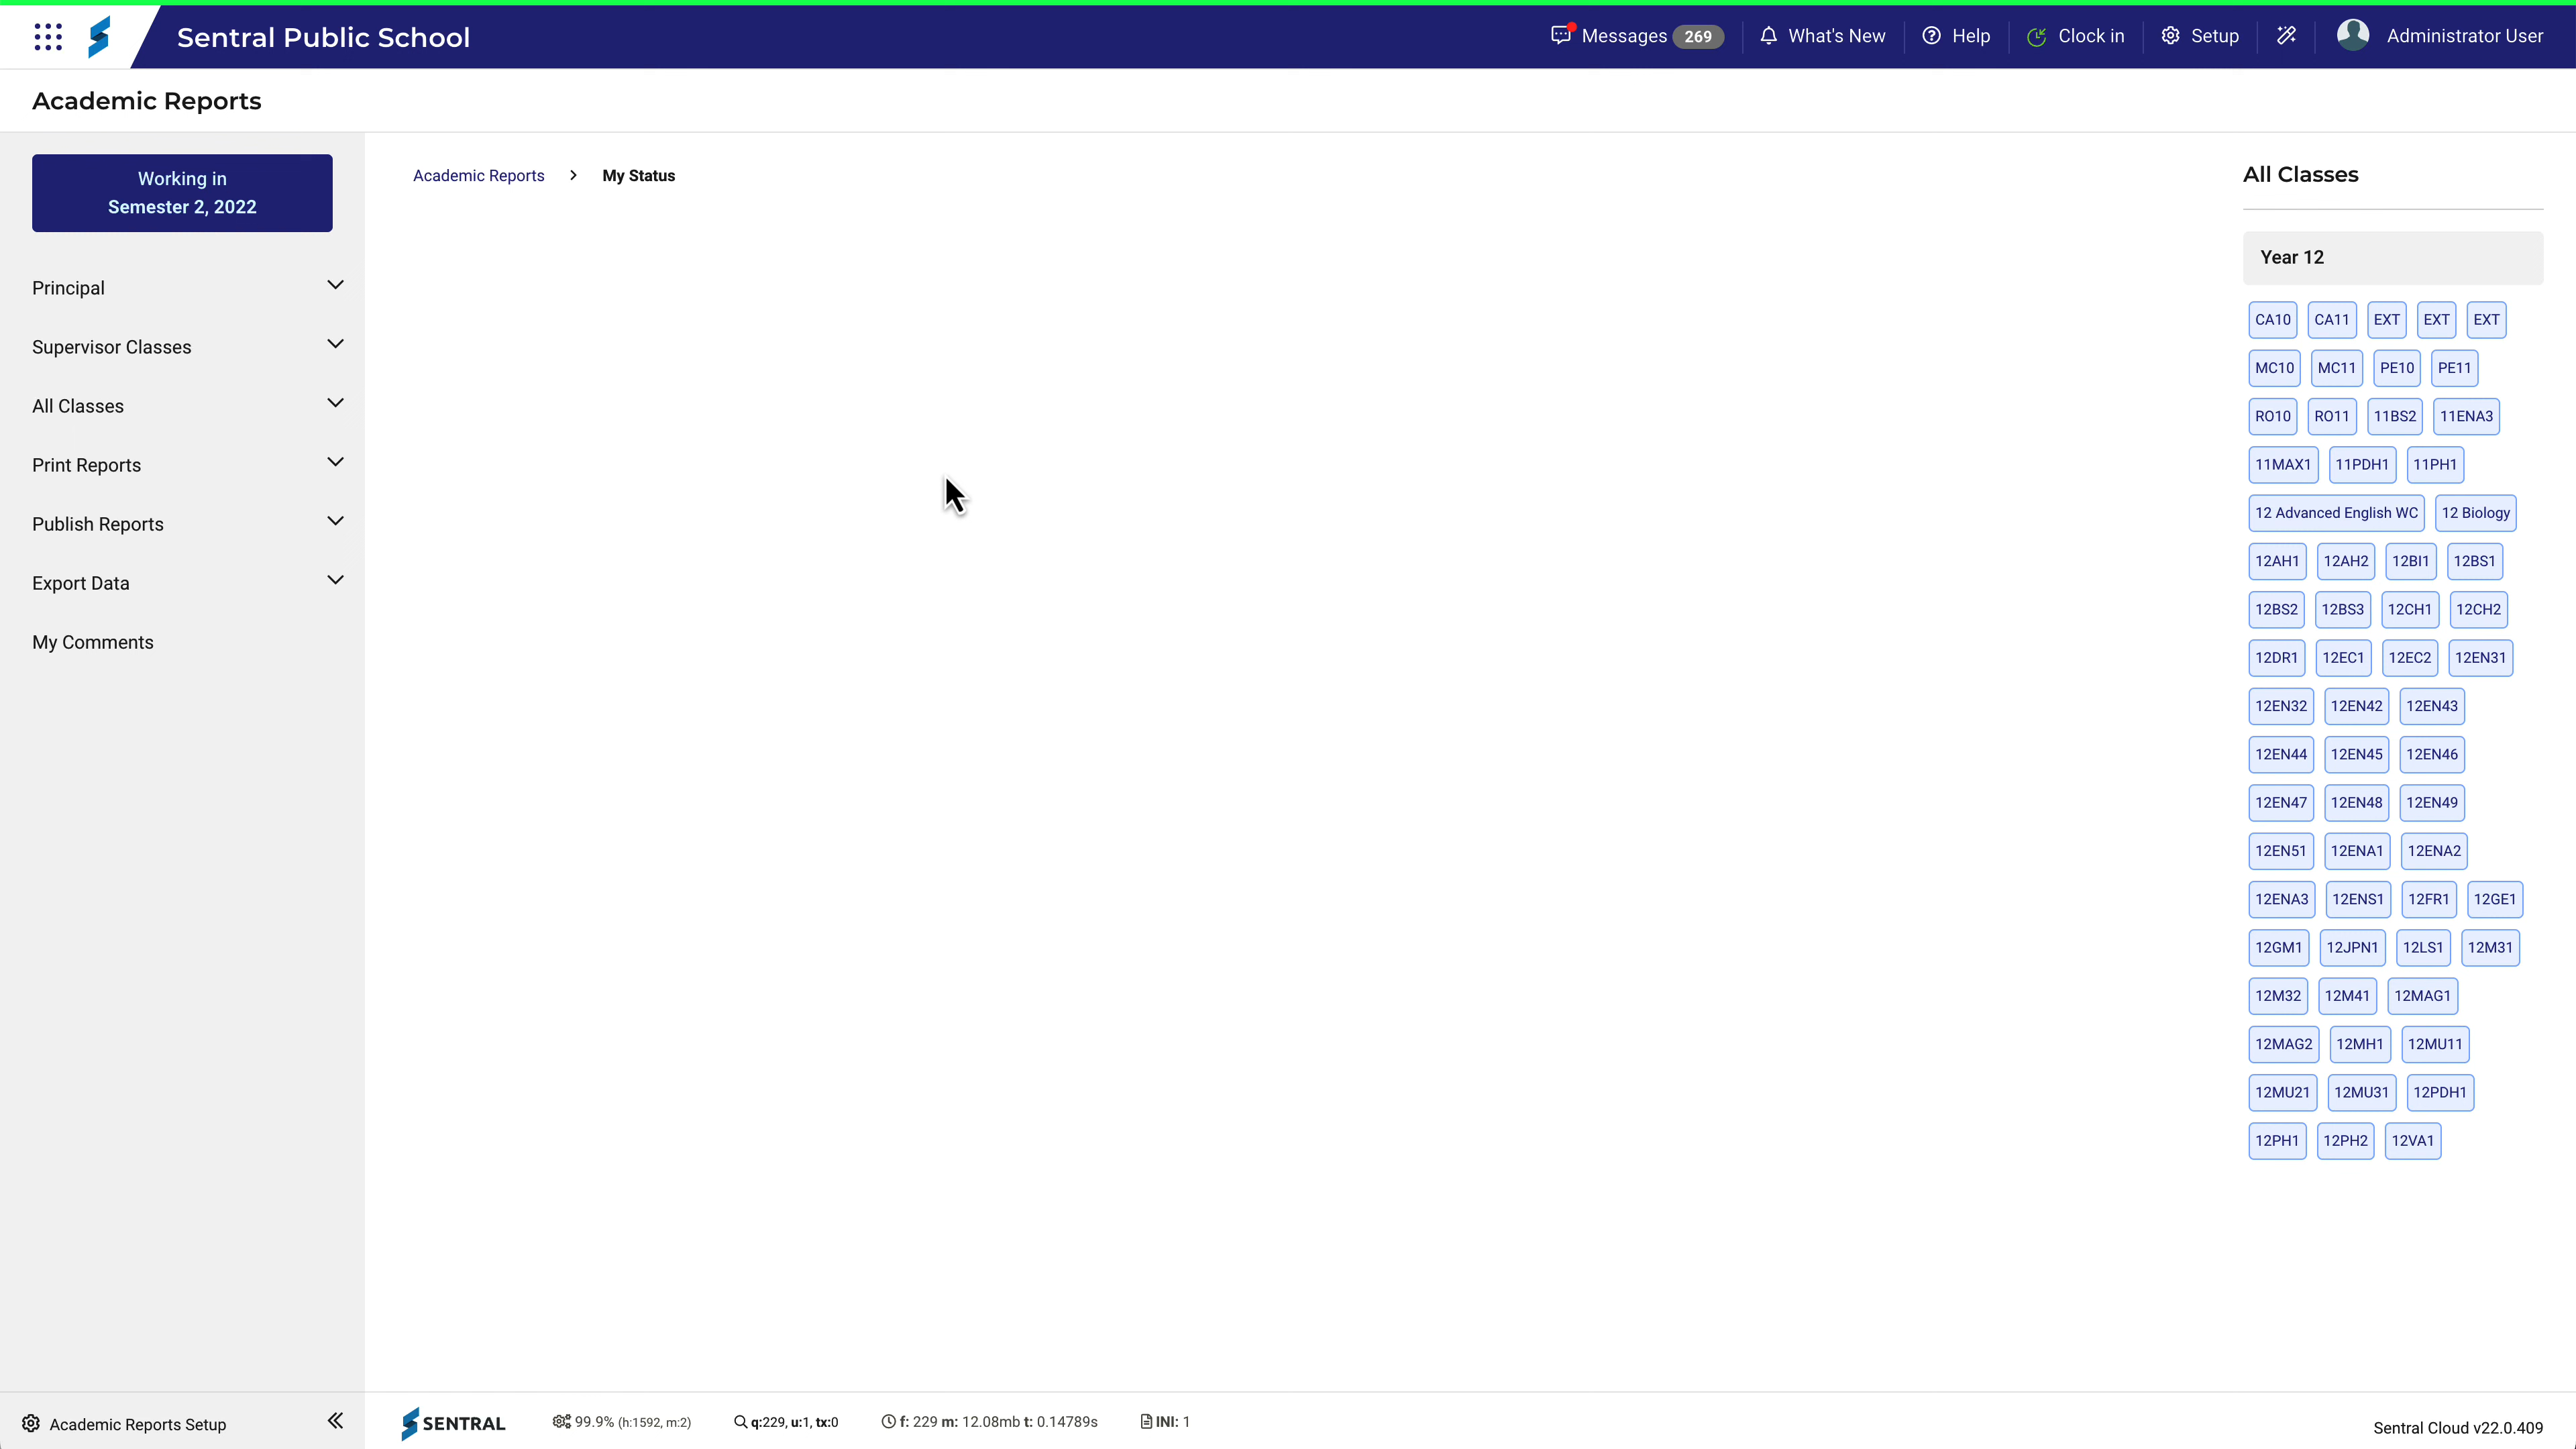 Sentral Public School
Messages 269
What's New
Help
Clock in
Setup
Administrator User
Academic Reports
Working in
Semester 2, 2022
Principal
Supervisor Classes
All Classes
Print Reports
Publish Reports
Export Data
My Comments
Academic Reports > My Status
All Classes
Year 12
CA10 CA11 EXT EXT EXT
MC10 MC11 PE10 PE11
RO10 RO11 11BS2 11ENA3
11MAX1 11PDH1 11PH1
12 Advanced English WC 12 Biology
12AH1 12AH2 12BI1 12BS1
12BS2 12BS3 12CH1 12CH2
12DR1 12EC1 12EC2 12EN31
12EN32 12EN42 12EN43
12EN44 12EN45 12EN46
12EN47 12EN48 12EN49
12EN51 12ENA1 12ENA2
12ENA3 12ENS1 12FR1 12GE1
12GM1 12JPN1 12LS1 12M31
12M32 12M41 12MAG1
12MAG2 12MH1 12MU11
12MU21 12MU31 12PDH1
12PH1 12PH2 12VA1
Academic Reports Setup
SENTRAL
99.9% (h:1592, m:2)
q:229, u:1, tx:0
f: 229 m: 12.08mb t: 0.14789s
INI: 1
Sentral Cloud v22.0.409